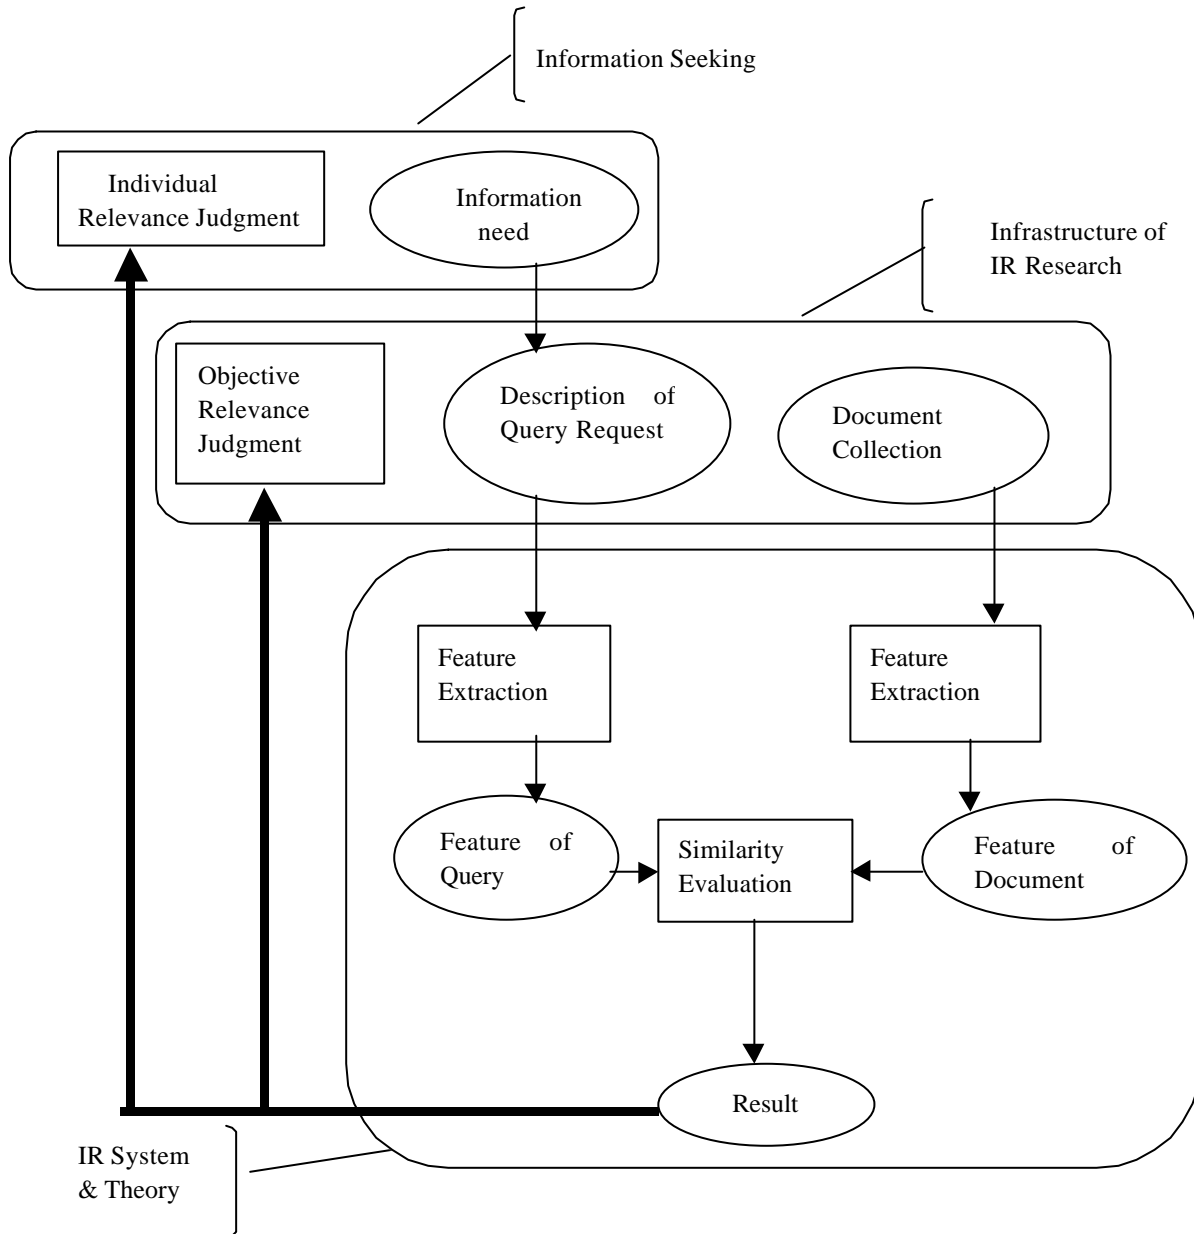 Information Seeking
Individual
Relevance Judgment
Information
need
Infrastructure of
IR Research
Objective
Relevance
Judgment
Description of
Query Request
Document
Collection
Feature
Extraction
Feature
Extraction
Feature of
Query
Similarity
Evaluation
Feature of
Document
Result
IR System
& Theory